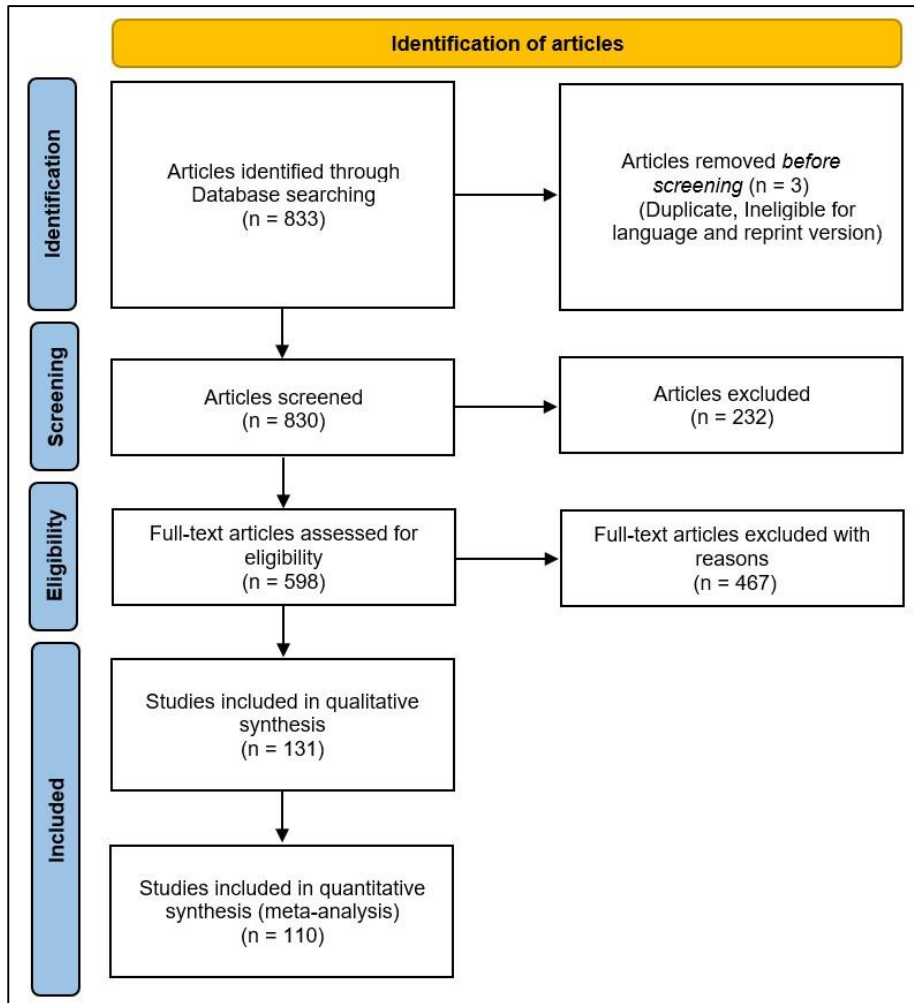 Identification of articles
Identification
Articles identified through
Database searching
(n = 833)
Articles removed before
screening (n = 3)
(Duplicate, Ineligible for
language and reprint version)
Screening
Articles screened
(n = 830)
Articles excluded
(n = 232)
Eligibility
Full-text articles assessed for
eligibility
(n = 598)
Full-text articles excluded with
reasons
(n = 467)
Included
Studies included in qualitative
synthesis
(n = 131)
Studies included in quantitative
synthesis (meta-analysis)
(n = 110)